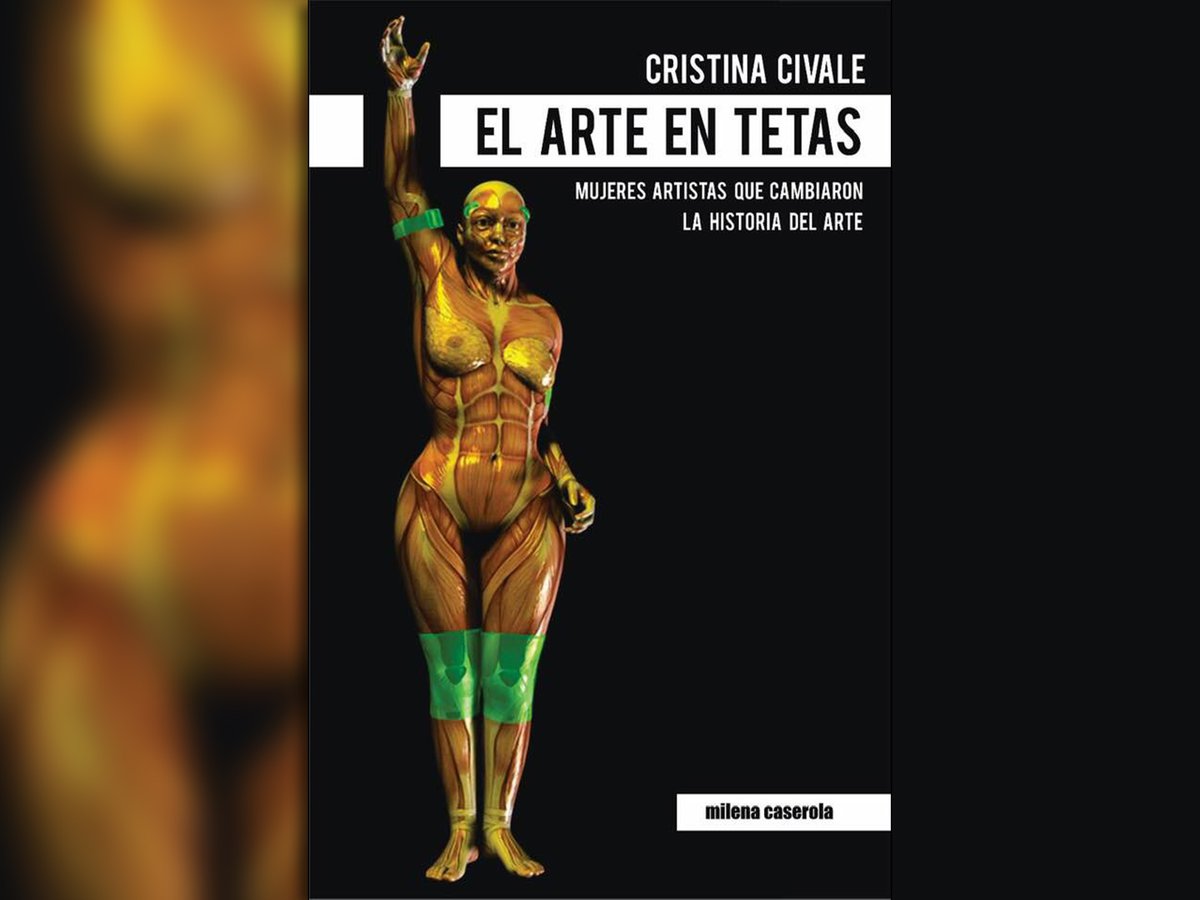 CRISTINA CIVALE
EL ARTE EN TETAS
MUJERES ARTISTAS QUE CAMBIARON
LA HISTORIA DEL ARTE
milena caserola